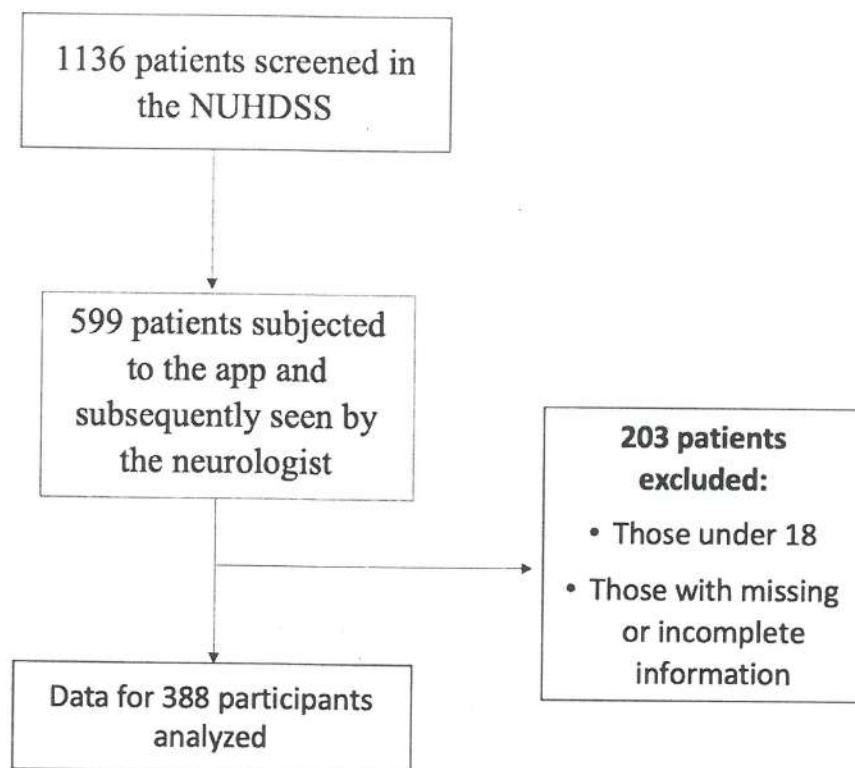 1136 patients screened in
the NUHDSS
599 patients subjected
to the app and
subsequently seen by
the neurologist
203 patients
excluded:
• Those under 18
• Those with missing
or incomplete
information
Data for 388 participants
analyzed